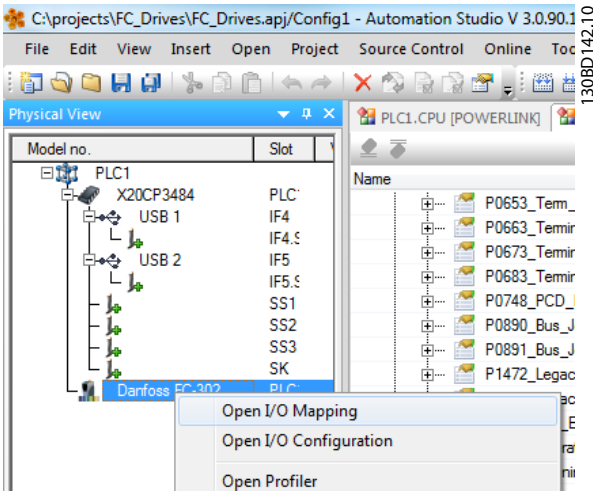 C:\projects\FC_Drives\FC_Drives.apj/Config1 - Automation Studio V 3.0.90.1
File Edit View Insert Open Project Source Control Online
Physical View
PLC1.CPU [POWERLINK]
Model no. Slot
Name
PLC1
X20CP3484
USB 1 IF4
IF4.S
USB 2 IF5
IF5.S
SS1
SS2
SS3
SK
Danfoss FC-302
P0653_Term_
P0663_Termin
P0673_Termin
P0683_Termin
P0748_PCD_
P0890_Bus_J
P0891_Bus_J
P1472_Legac
Open I/O Mapping
Open I/O Configuration
Open Profiler
130BD142.10